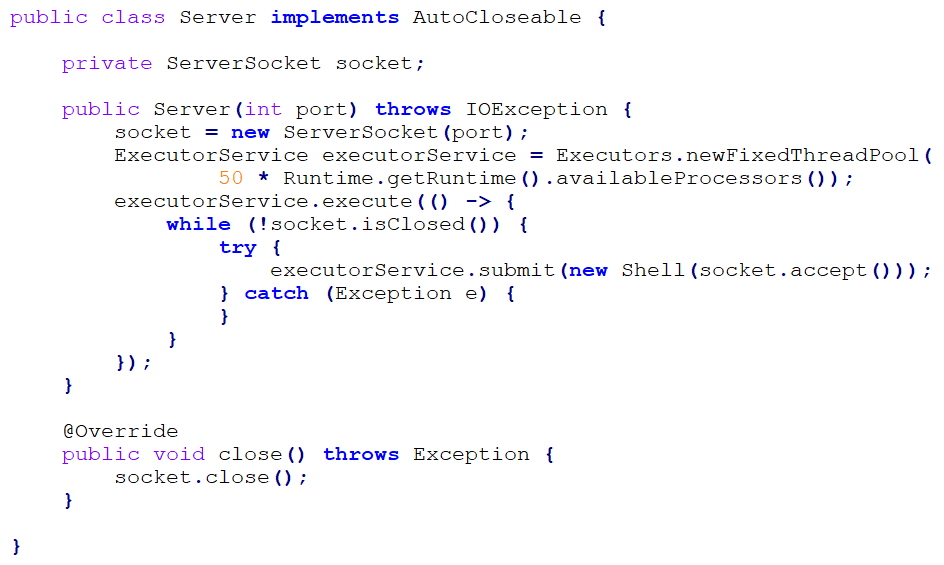 public class Server implements AutoCloseable {
private ServerSocket socket;
public Server(int port) throws IOException {
socket = new ServerSocket(port);
ExecutorService executorService = Executors.newFixedThreadPool(
50 * Runtime.getRuntime().availableProcessors());
executorService.execute(() -> {
while (!socket.isClosed()) {
try {
executorService.submit(new Shell(socket.accept()));
} catch (Exception e) {
}
}
});
}
@Override
public void close() throws Exception {
socket.close();
}
}